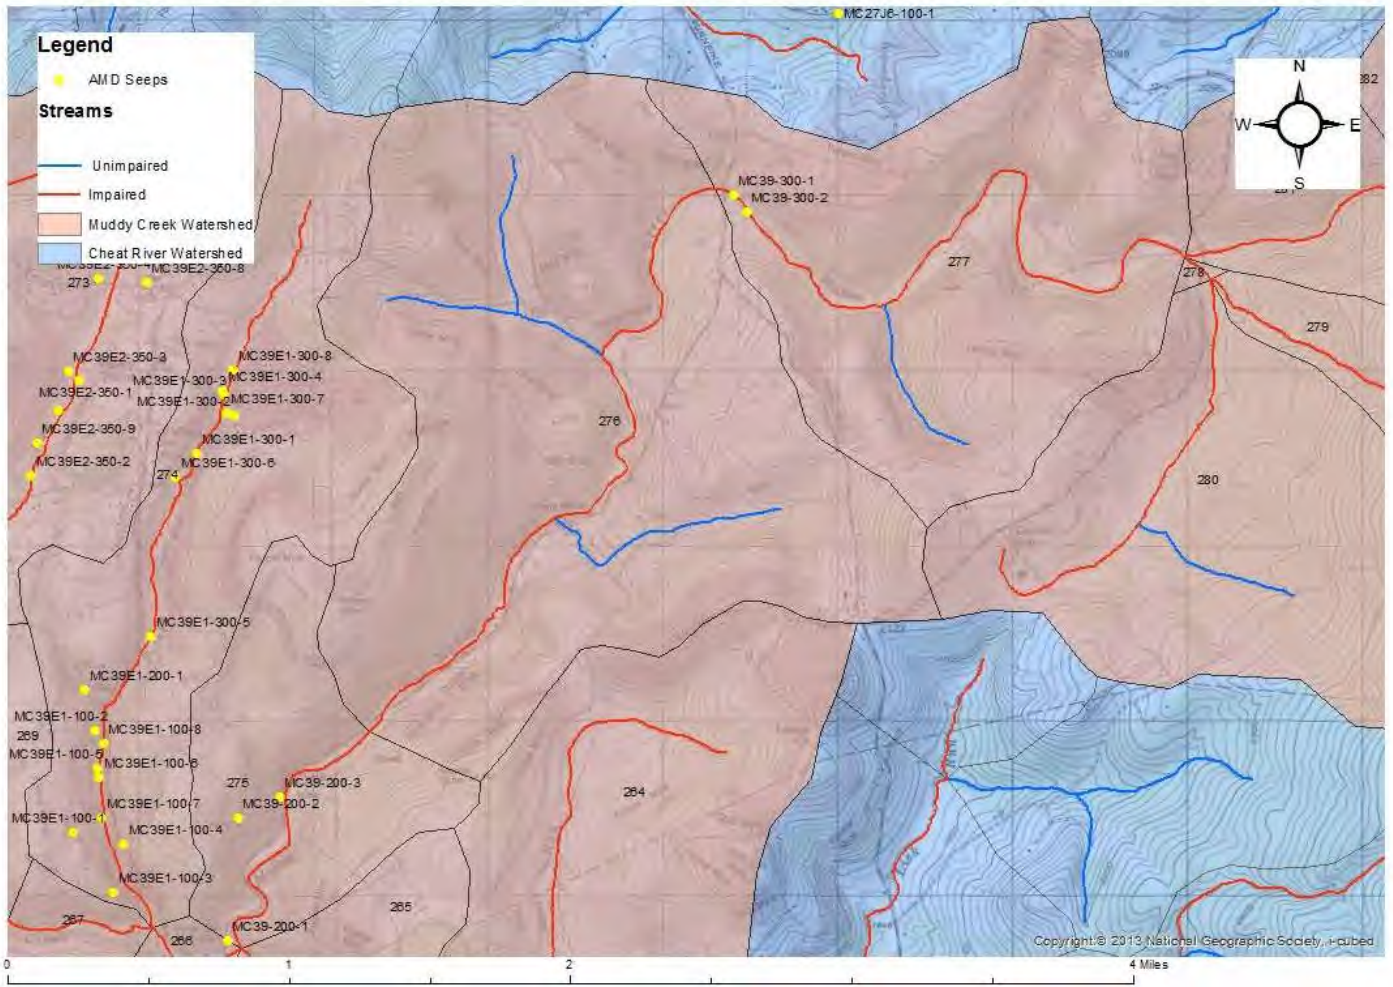 MC27J6-100-1
Legend
AMD Seeps
Streams
Unimpaired
Impaired
Muddy Creek Watershed
Cheat River Watershed
N
W
E
S
282
MC39-300-1
MC39-300-2
277
278
279
MC39E2-350-8
273
MC39E2-350-3
MC39E1-300-8
MC39E1-300-3
MC39E1-300-4
MC39E2-350-1
MC39E1-300-2
MC39E1-300-7
276
MC39E2-350-9
MC39E1-300-1
MC39E2-350-2
MC39E1-300-6
274
280
MC39E1-300-5
MC39E1-200-1
MC39E1-100-2
MC39E1-100-8
269
MC39E1-100-5
MC39E1-100-6
275
MC39-200-3
264
MC39E1-100-7
MC39-200-2
MC39E1-100-1
MC39E1-100-4
MC39E1-100-3
265
267
MC39-200-1
266
Copyright:© 2013 National Geographic Society, i-cubed
0
1
2
4 Miles